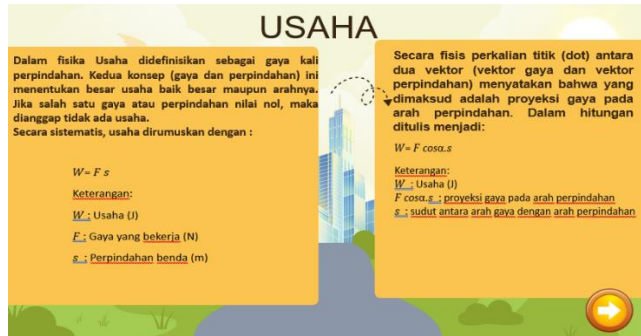 USAHA
Dalam fisika Usaha didefinisikan sebagai gaya kali
perpindahan. Kedua konsep (gaya dan perpindahan) ini
menentukan besar usaha baik besar maupun arahnya.
Jika salah satu gaya atau perpindahan nilai nol, maka
dianggap tidak ada usaha.
Secara sistematis, usaha dirumuskan dengan :
W= F s
Keterangan:
W : Usaha (J)
F : Gaya yang bekerja (N)
s : Perpindahan benda (m)
Secara fisis perkalian titik (dot) antara
dua vektor (vektor gaya dan vektor
perpindahan) menyatakan bahwa yang
dimaksud adalah proyeksi gaya pada
arah perpindahan. Dalam hitungan
ditulis menjadi:
W= F cosα.s
Keterangan:
W : Usaha (J)
F cosα.s : proyeksi gaya pada arah perpindahan
s : sudut antara arah gaya dengan arah perpindahan